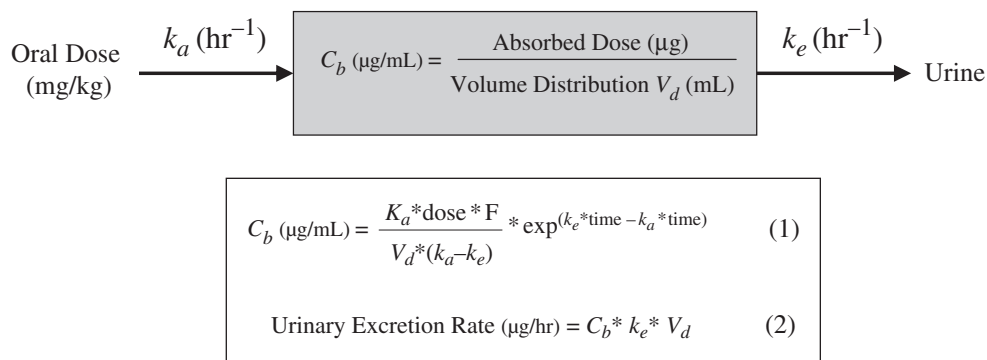 Oral Dose
(mg/kg)
k_a (hr⁻¹)
C_b (μg/mL) = Absorbed Dose (μg) / Volume Distribution V_d (mL)
k_e (hr⁻¹)
Urine
C_b (μg/mL) = K_a*dose * F / V_d*(k_a–k_e) * exp^(k_e*time – k_a*time) (1)
Urinary Excretion Rate (μg/hr) = C_b* k_e* V_d (2)